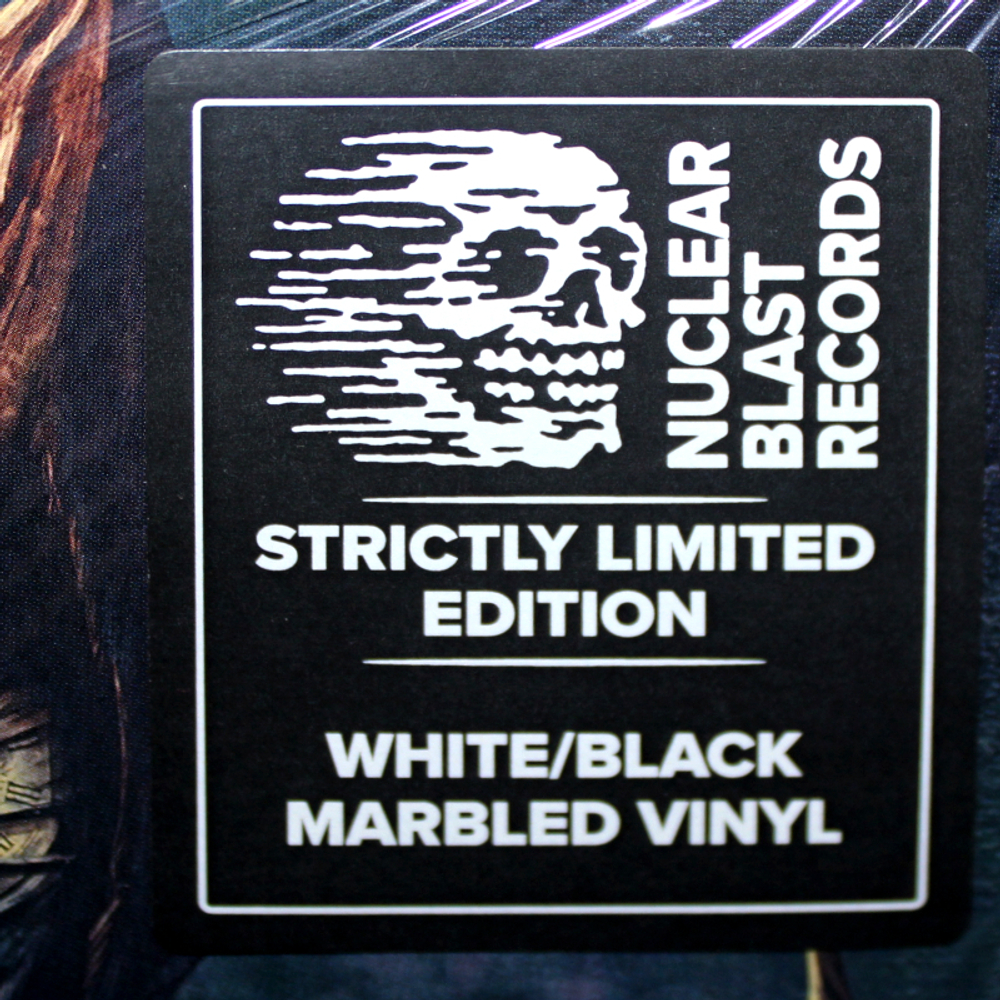 NUCLEAR
BLAST
RECORDS
STRICTLY LIMITED
EDITION
WHITE/BLACK
MARBLED VINYL